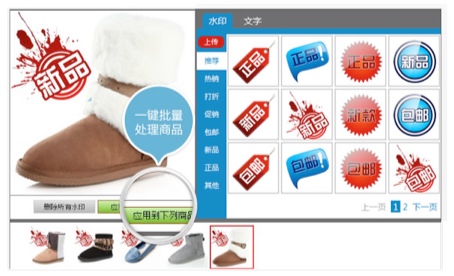 水印 文字
新品
一键批量
处理商品
上传
推荐
热销
打折
促销
包邮
新品
正品
其他
正品 正品 正品 新品
新品 新品 新款 包邮
包邮 包邮 包邮 包邮
删除所有水印
应用到下列商品
上一页 1 2 下一页